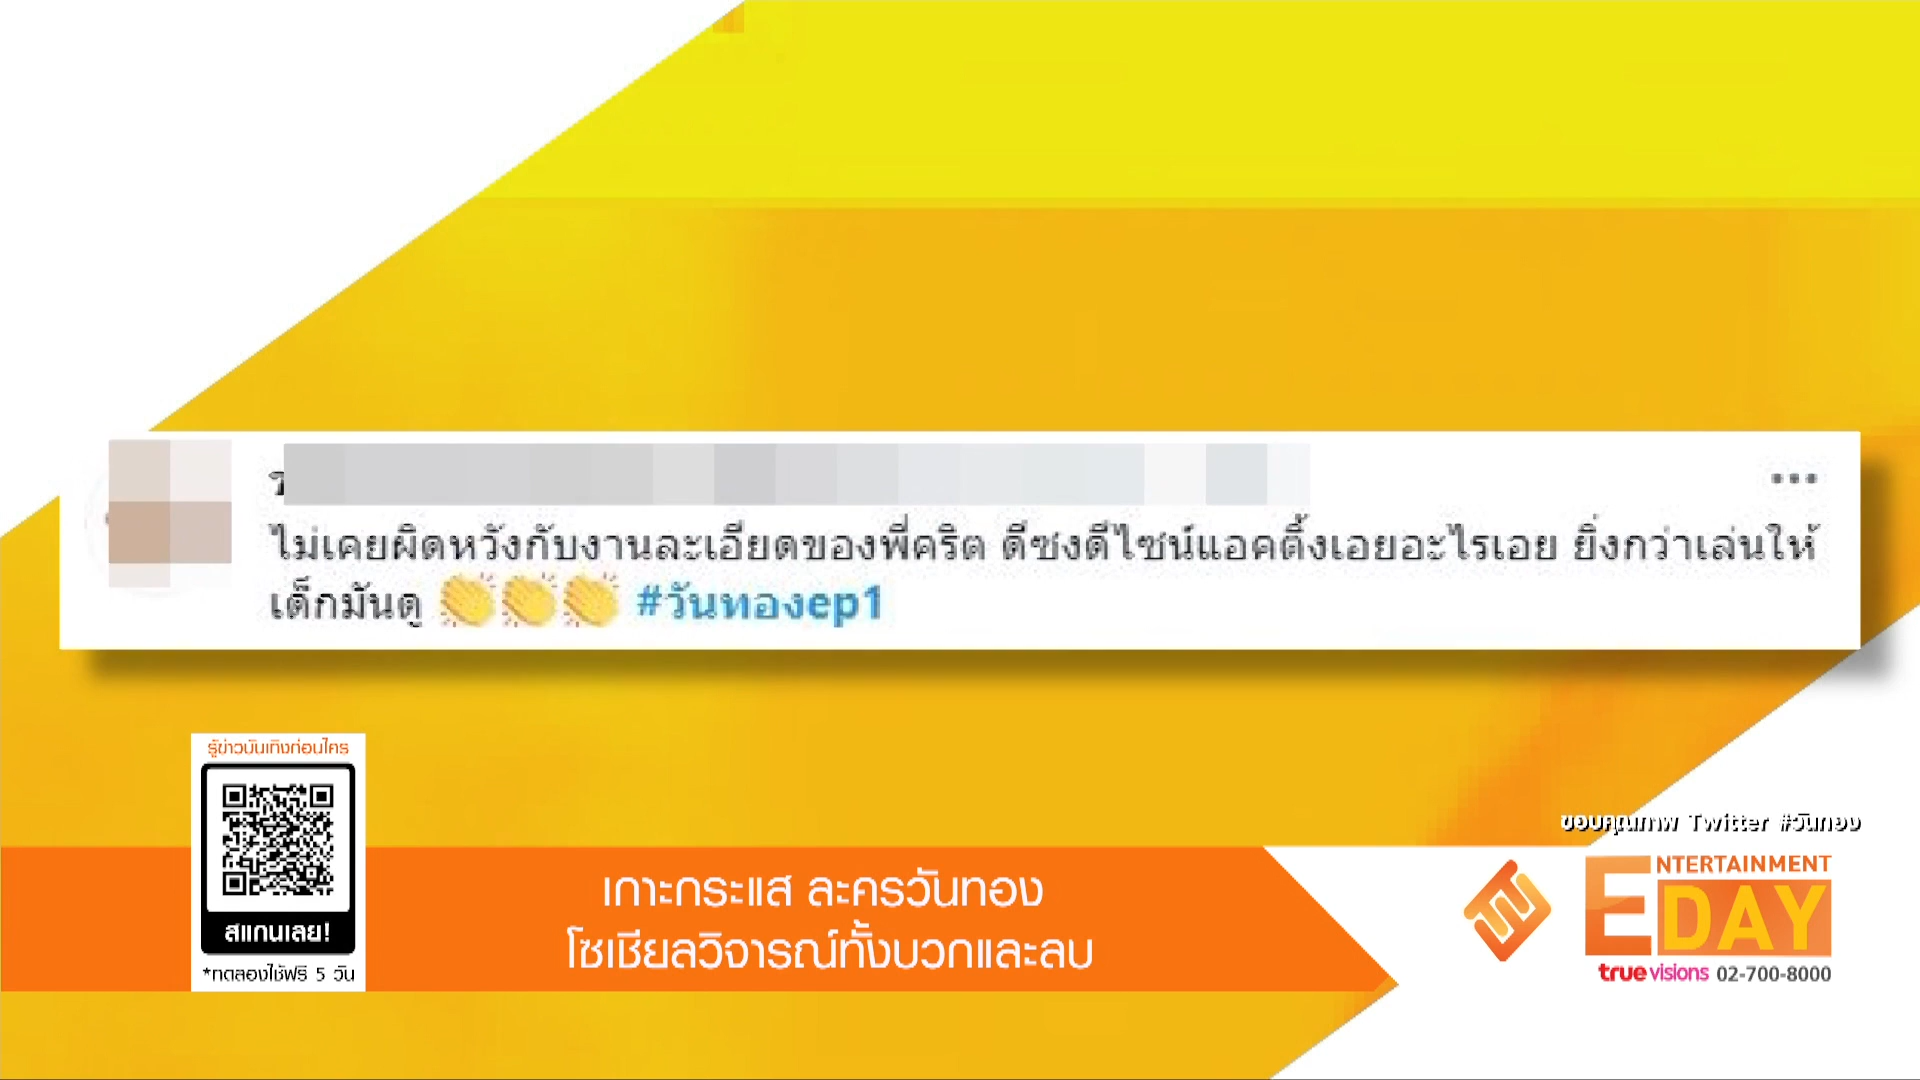 ไม่เคยผิดหวังกับงานละเอียดของพี่คริต ดีซงดีไซน์แอคติ้งเอยอะไรเอย ยิ่งกว่าเล่นให้
เด็กมันดู 👏👏👏 #วันทองep1
รู้ข่าวบันเทิงก่อนใคร
สแกนเลย!
*ทดลองใช้ฟรี 5 วัน
เกาะกระแส ละครวันทอง
โซเชียลวิจารณ์ทั้งบวกและลบ
ขอบคุณภาพ Twitter #วันทอง
ENTERTAINMENT
DAY
truevisions 02-700-8000